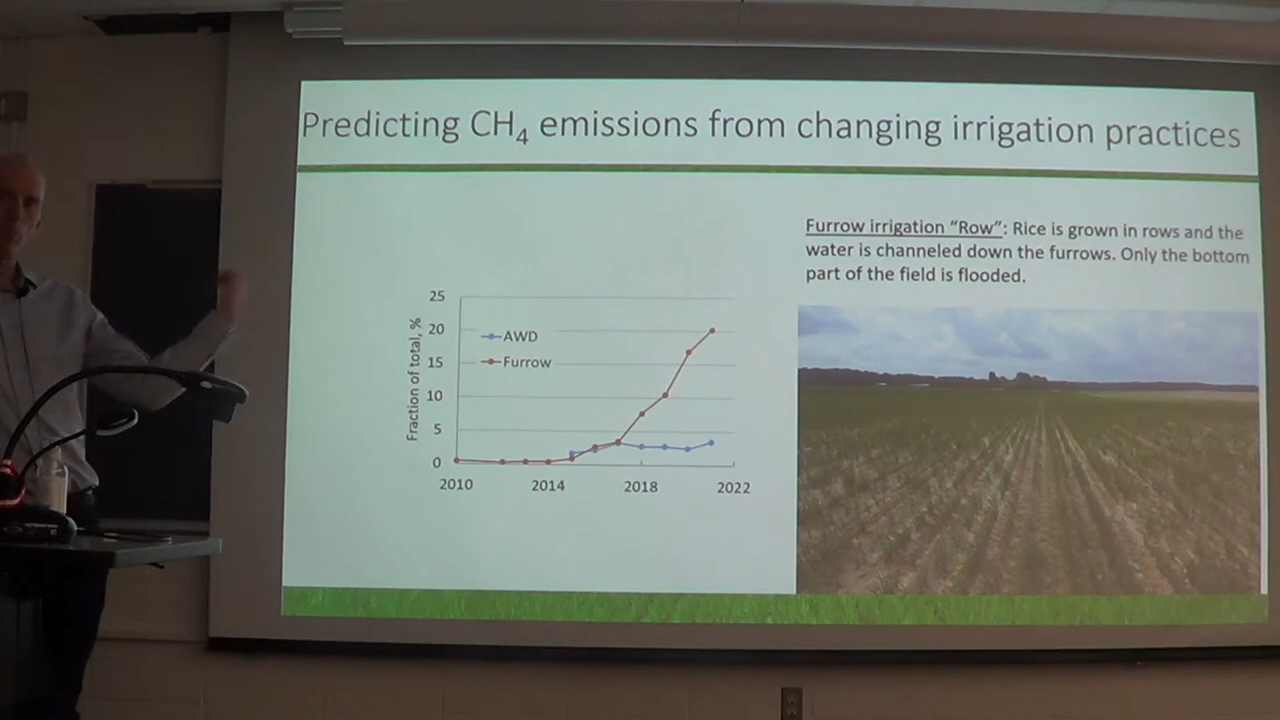 Predicting CH₄ emissions from changing irrigation practices
Furrow irrigation “Row”: Rice is grown in rows and the
water is channeled down the furrows. Only the bottom
part of the field is flooded.
Fraction of total, %
25
20
15
10
5
0
AWD
Furrow
2010
2014
2018
2022